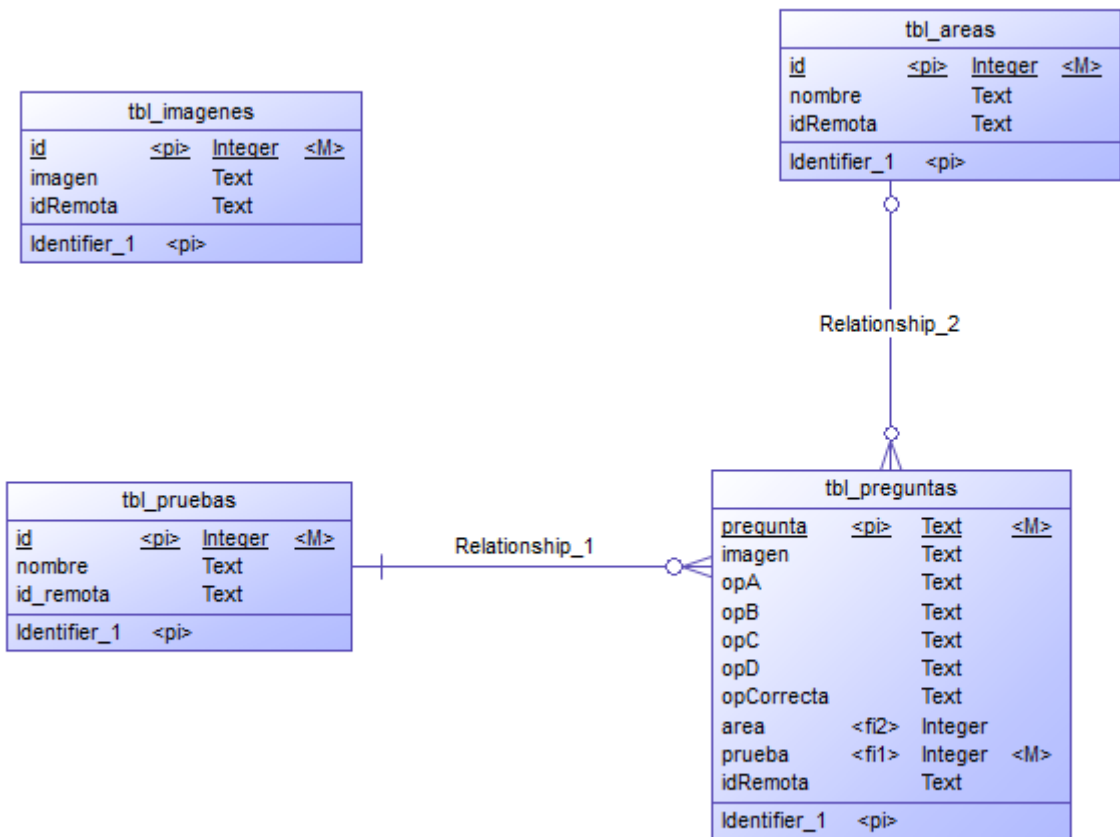 tbl_areas
id <pi> Integer <M>
nombre Text
idRemota Text
Identifier_1 <pi>
tbl_imagenes
id <pi> Integer <M>
imagen Text
idRemota Text
Identifier_1 <pi>
Relationship_2
tbl_pruebas
id <pi> Integer <M>
nombre Text
id_remota Text
Identifier_1 <pi>
Relationship_1
tbl_preguntas
pregunta <pi> Text <M>
imagen Text
opA Text
opB Text
opC Text
opD Text
opCorrecta Text
area <fi2> Integer
prueba <fi1> Integer <M>
idRemota Text
Identifier_1 <pi>